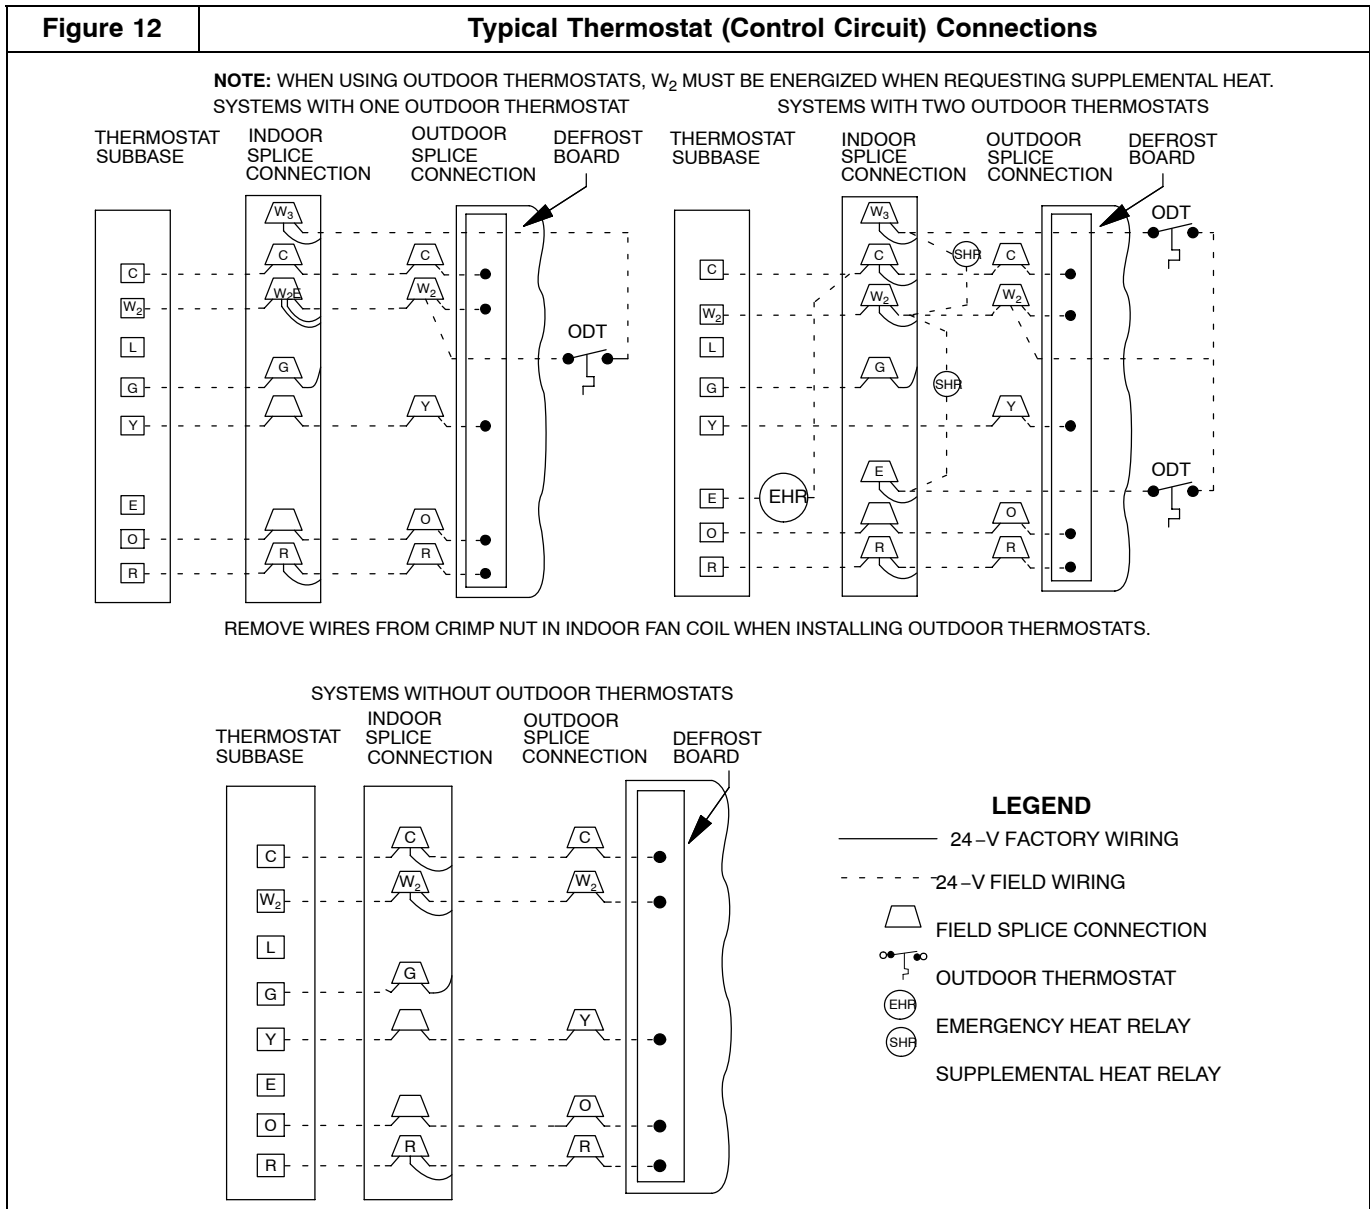 Figure 12
Typical Thermostat (Control Circuit) Connections
NOTE: WHEN USING OUTDOOR THERMOSTATS, W2 MUST BE ENERGIZED WHEN REQUESTING SUPPLEMENTAL HEAT.
SYSTEMS WITH ONE OUTDOOR THERMOSTAT
THERMOSTAT
SUBBASE
INDOOR
SPLICE
CONNECTION
OUTDOOR
SPLICE
CONNECTION
DEFROST
BOARD
W3
C
C
C
W2
W2E
W2
ODT
L
G
G
Y
Y
E
O
O
R
R
R
SYSTEMS WITH TWO OUTDOOR THERMOSTATS
THERMOSTAT
SUBBASE
INDOOR
SPLICE
CONNECTION
OUTDOOR
SPLICE
CONNECTION
DEFROST
BOARD
W3
ODT
C
C
SHR
C
W2
W2
W2
L
G
G
SHR
Y
Y
E
EHR
E
ODT
O
O
R
R
R
REMOVE WIRES FROM CRIMP NUT IN INDOOR FAN COIL WHEN INSTALLING OUTDOOR THERMOSTATS.
SYSTEMS WITHOUT OUTDOOR THERMOSTATS
THERMOSTAT
SUBBASE
INDOOR
SPLICE
CONNECTION
OUTDOOR
SPLICE
CONNECTION
DEFROST
BOARD
C
C
C
W2
W2
W2
L
G
G
Y
Y
E
O
O
R
R
R
LEGEND
24-V FACTORY WIRING
24-V FIELD WIRING
FIELD SPLICE CONNECTION
OUTDOOR THERMOSTAT
EHR
EMERGENCY HEAT RELAY
SHR
SUPPLEMENTAL HEAT RELAY